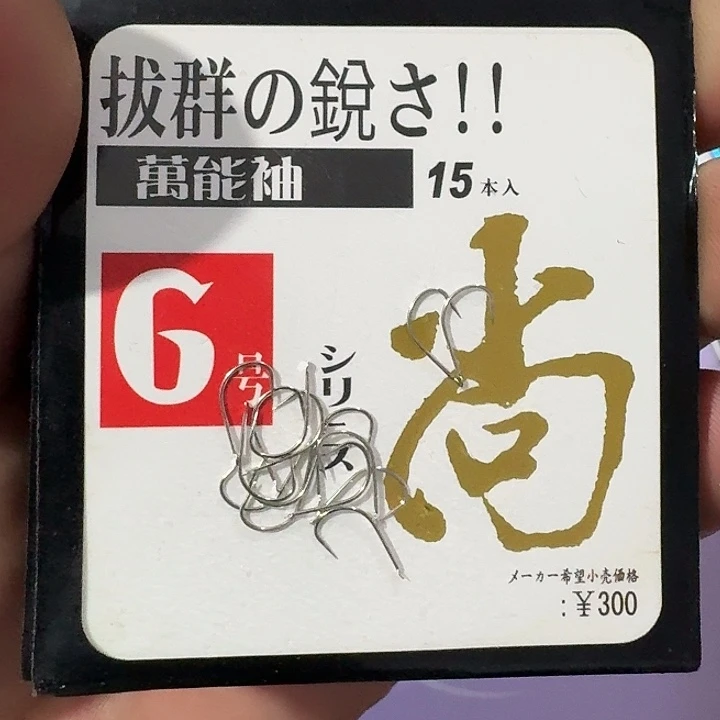 抜群の鋭さ!!
萬能袖
15本入
6号
シリーズ
尚
メーカー希望小売価格
:¥300